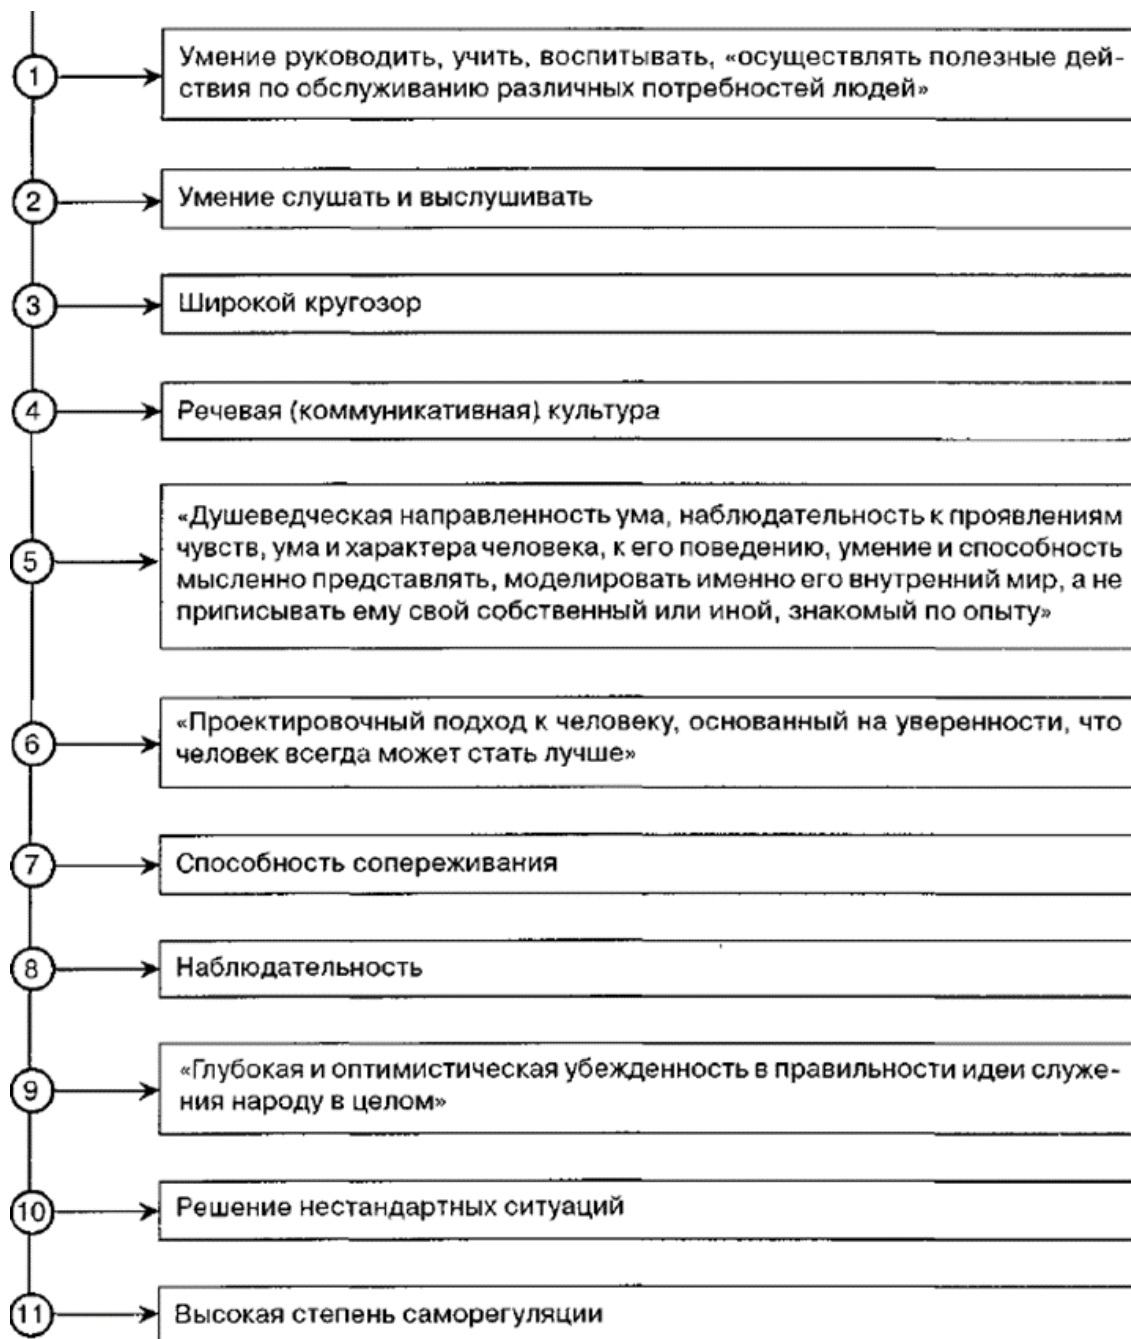 1
Умение руководить, учить, воспитывать, «осуществлять полезные дей-
ствия по обслуживанию различных потребностей людей»
2
Умение слушать и выслушивать
3
Широкой кругозор
4
Речевая (коммуникативная) культура
5
«Душеведческая направленность ума, наблюдательность к проявлениям
чувств, ума и характера человека, к его поведению, умение и способность
мысленно представлять, моделировать именно его внутренний мир, а не
приписывать ему свой собственный или иной, знакомый по опыту»
6
«Проектировочный подход к человеку, основанный на уверенности, что
человек всегда может стать лучше»
7
Способность сопереживания
8
Наблюдательность
9
«Глубокая и оптимистическая убежденность в правильности идеи служе-
ния народу в целом»
10
Решение нестандартных ситуаций
11
Высокая степень саморегуляции